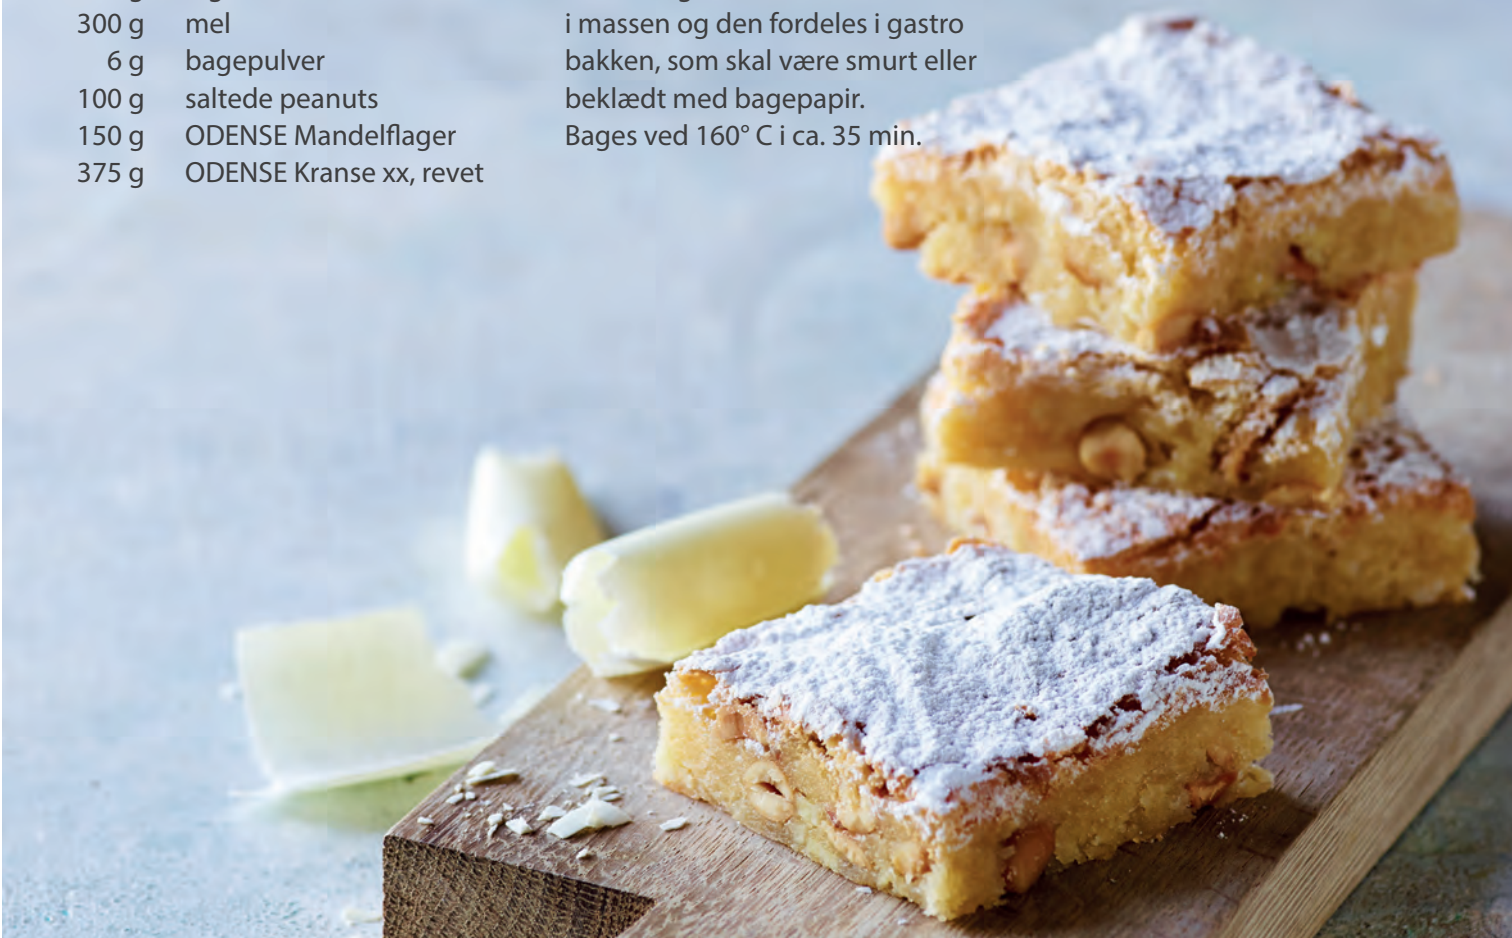 300 g mel
6 g bagepulver
100 g saltede peanuts
150 g ODENSE Mandelflager
375 g ODENSE Kranse xx, revet
i massen og den fordeles i gastro
bakken, som skal være smurt eller
beklædt med bagepapir.
Bages ved 160° C i ca. 35 min.